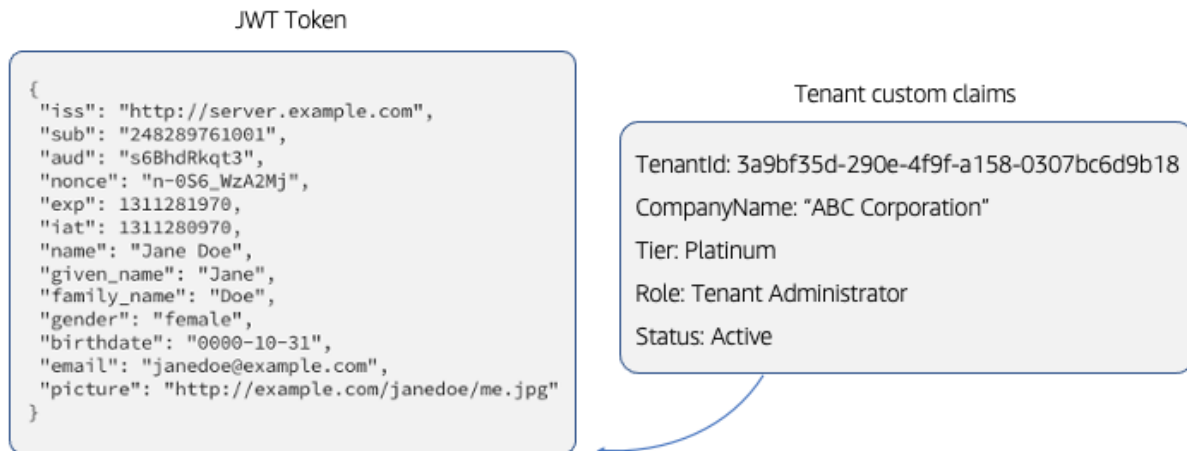 JWT Token
{
"iss": "http://server.example.com",
"sub": "248289761001",
"aud": "s6BhdRkqt3",
"nonce": "n-0S6_WzA2Mj",
"exp": 1311281970,
"iat": 1311280970,
"name": "Jane Doe",
"given_name": "Jane",
"family_name": "Doe",
"gender": "female",
"birthdate": "0000-10-31",
"email": "janedoe@example.com",
"picture": "http://example.com/janedoe/me.jpg"
}
Tenant custom claims
TenantId: 3a9bf35d-290e-4f9f-a158-0307bc6d9b18
CompanyName: “ABC Corporation”
Tier: Platinum
Role: Tenant Administrator
Status: Active